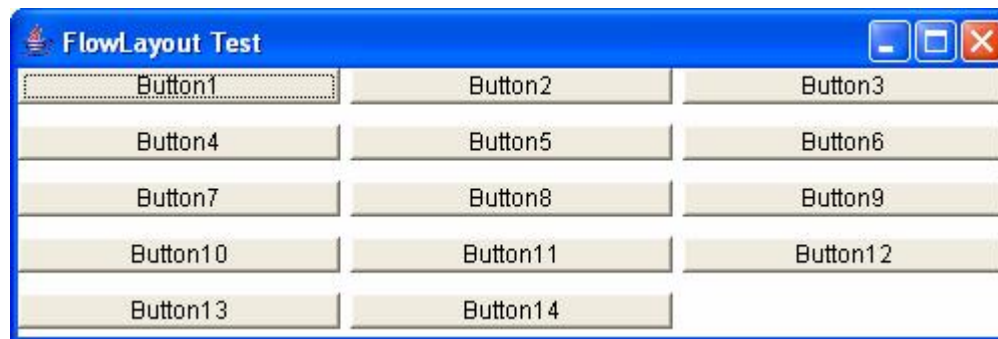 FlowLayout Test
Button1 Button2 Button3
Button4 Button5 Button6
Button7 Button8 Button9
Button10 Button11 Button12
Button13 Button14